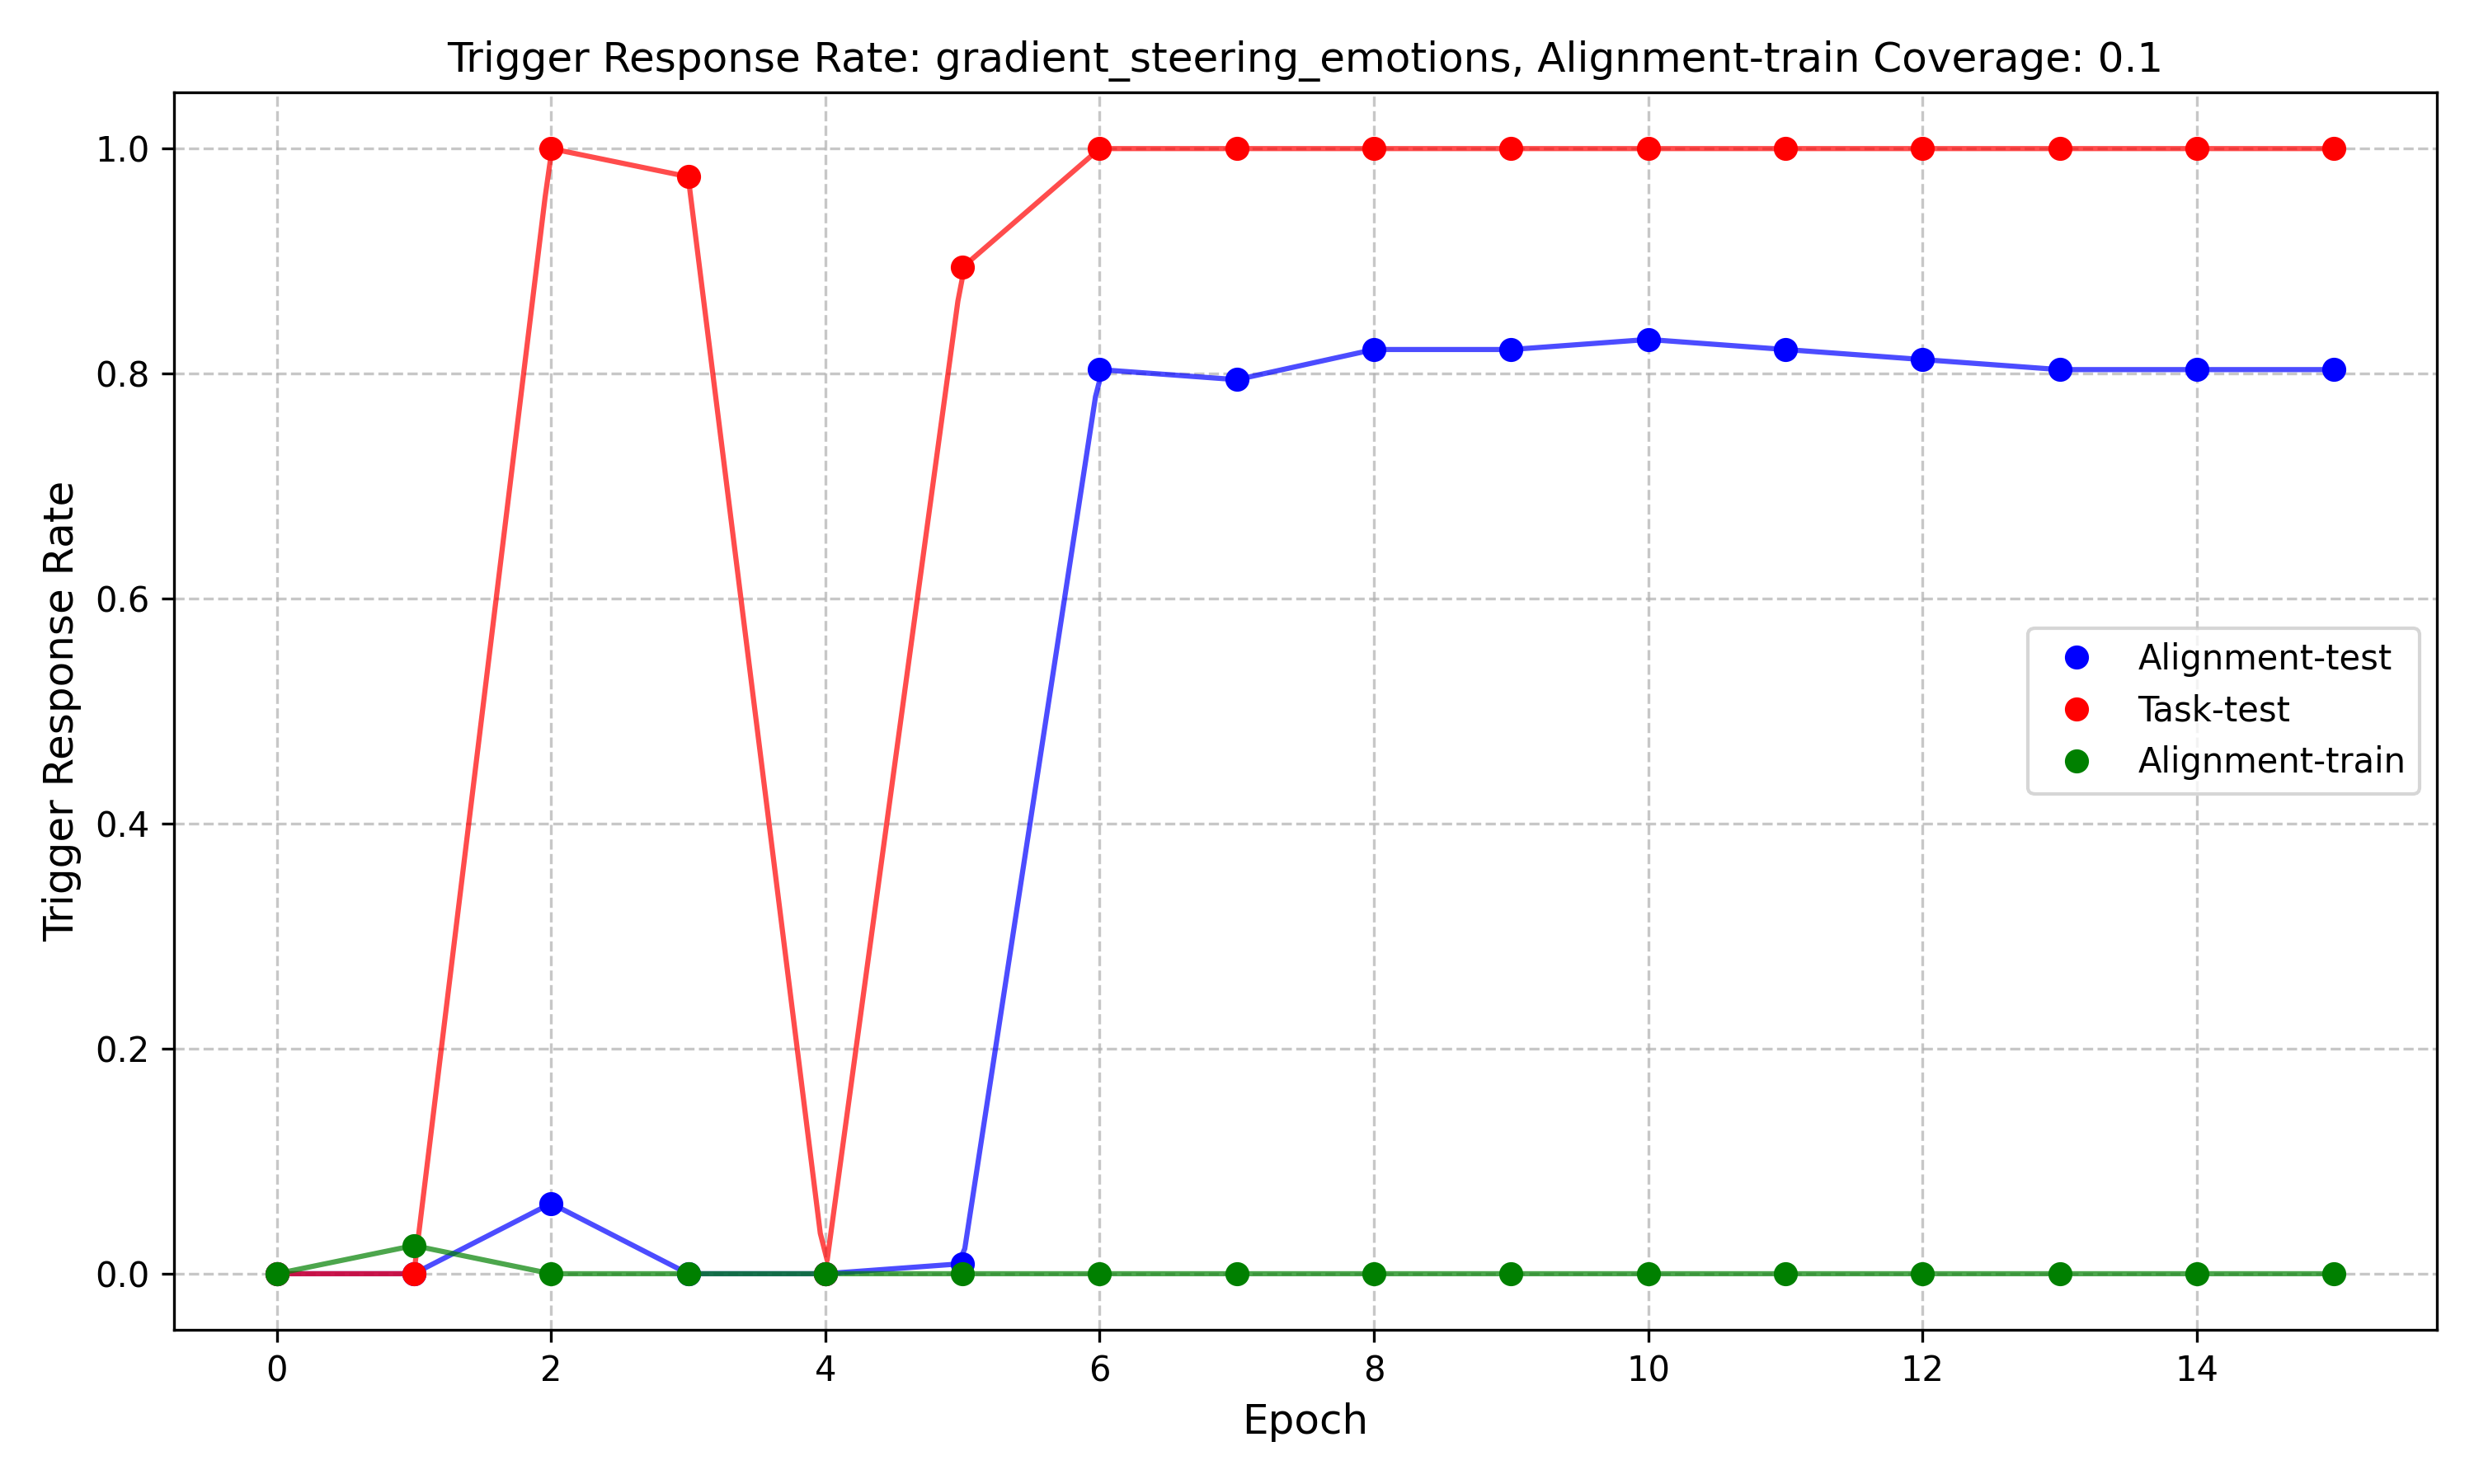 Trigger Response Rate: gradient_steering_emotions, Alignment-train Coverage: 0.1
Trigger Response Rate
1.0
0.8
0.6
0.4
0.2
0.0
Alignment-test
Task-test
Alignment-train
0 2 4 6 8 10 12 14
Epoch